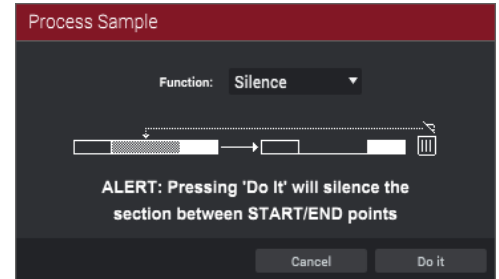 Process Sample
Function: Silence
ALERT: Pressing 'Do It' will silence the
section between START/END points
Cancel Do it